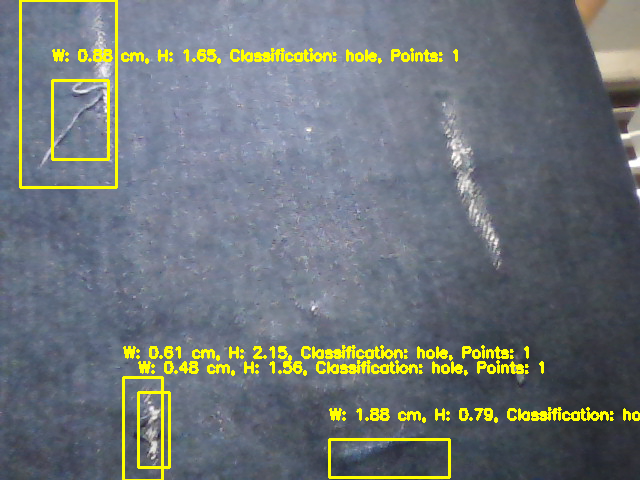 W: 0.88 cm, H: 1.65, Classification: hole, Points: 1
W: 0.61 cm, H: 2.15, Classification: hole, Points: 1
W: 0.48 cm, H: 1.56, Classification: hole, Points: 1
W: 1.88 cm, H: 0.79, Classification: ho